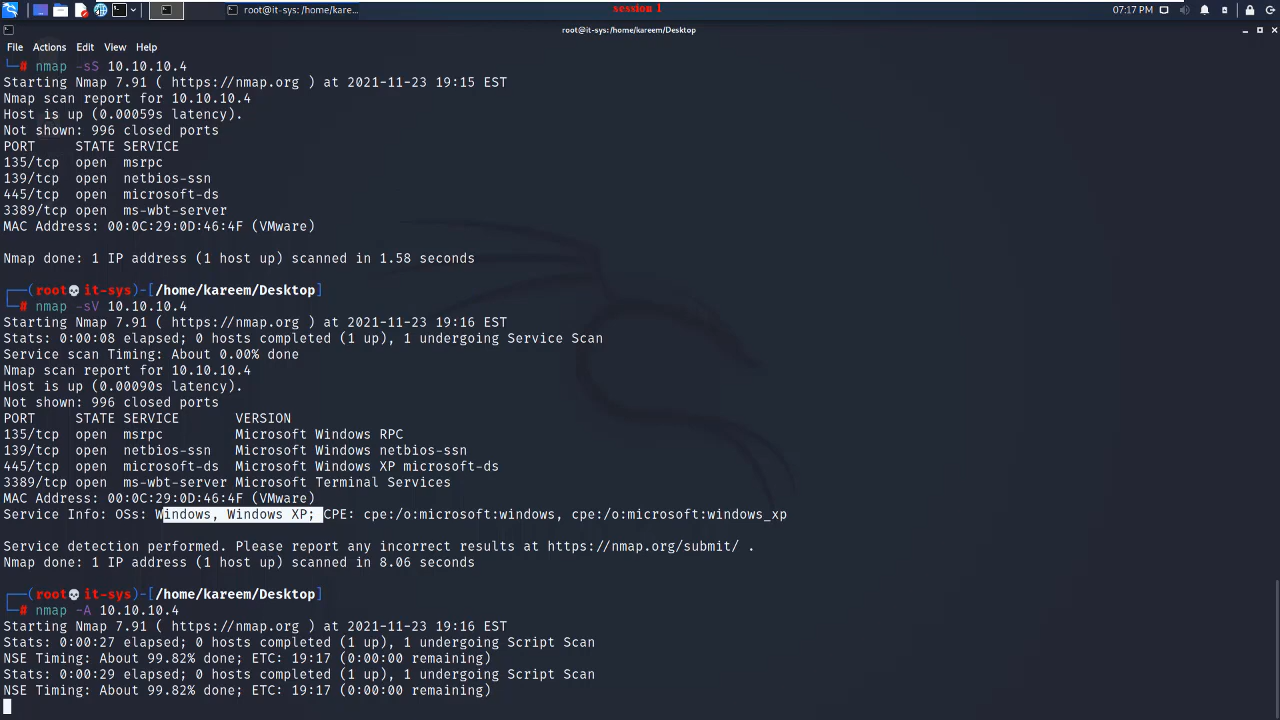 root@it-sys:/home/karee...
session 1
07:17 PM
root@it-sys:/home/kareem/Desktop
File Actions Edit View Help
└─# nmap -sS 10.10.10.4
Starting Nmap 7.91 ( https://nmap.org ) at 2021-11-23 19:15 EST
Nmap scan report for 10.10.10.4
Host is up (0.00059s latency).
Not shown: 996 closed ports
PORT     STATE SERVICE
135/tcp  open  msrpc
139/tcp  open  netbios-ssn
445/tcp  open  microsoft-ds
3389/tcp open  ms-wbt-server
MAC Address: 00:0C:29:0D:46:4F (VMware)
Nmap done: 1 IP address (1 host up) scanned in 1.58 seconds
┌──(root💀it-sys)-[/home/kareem/Desktop]
└─# nmap -sV 10.10.10.4
Starting Nmap 7.91 ( https://nmap.org ) at 2021-11-23 19:16 EST
Stats: 0:00:08 elapsed; 0 hosts completed (1 up), 1 undergoing Service Scan
Service scan Timing: About 0.00% done
Nmap scan report for 10.10.10.4
Host is up (0.00090s latency).
Not shown: 996 closed ports
PORT     STATE SERVICE       VERSION
135/tcp  open  msrpc         Microsoft Windows RPC
139/tcp  open  netbios-ssn   Microsoft Windows netbios-ssn
445/tcp  open  microsoft-ds  Microsoft Windows XP microsoft-ds
3389/tcp open  ms-wbt-server Microsoft Terminal Services
MAC Address: 00:0C:29:0D:46:4F (VMware)
Service Info: OSs: Windows, Windows XP; CPE: cpe:/o:microsoft:windows, cpe:/o:microsoft:windows_xp
Service detection performed. Please report any incorrect results at https://nmap.org/submit/ .
Nmap done: 1 IP address (1 host up) scanned in 8.06 seconds
┌──(root💀it-sys)-[/home/kareem/Desktop]
└─# nmap -A 10.10.10.4
Starting Nmap 7.91 ( https://nmap.org ) at 2021-11-23 19:16 EST
Stats: 0:00:27 elapsed; 0 hosts completed (1 up), 1 undergoing Script Scan
NSE Timing: About 99.82% done; ETC: 19:17 (0:00:00 remaining)
Stats: 0:00:29 elapsed; 0 hosts completed (1 up), 1 undergoing Script Scan
NSE Timing: About 99.82% done; ETC: 19:17 (0:00:00 remaining)